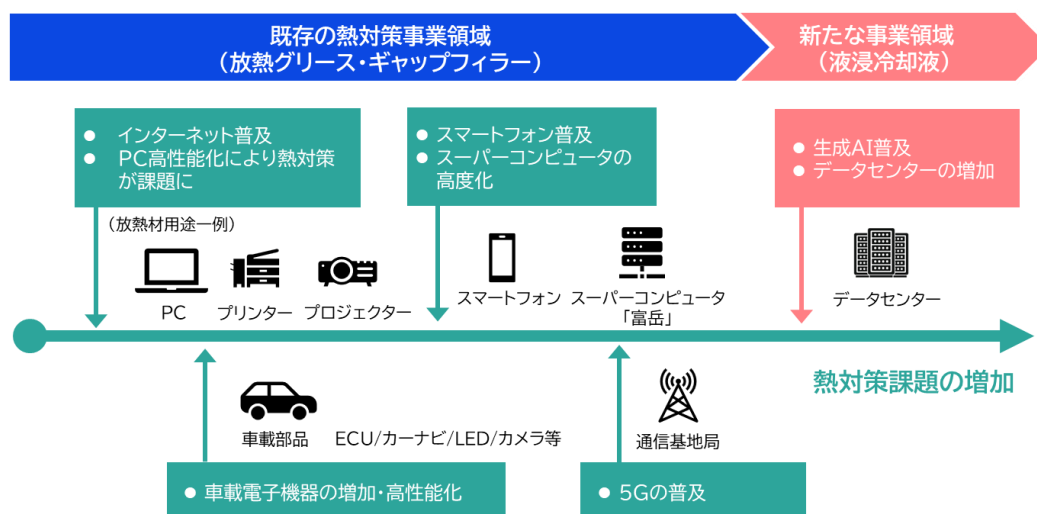 既存の熱対策事業領域
（放熱グリース・ギャップフィラー）
新たな事業領域
（液浸冷却液）
● インターネット普及
● PC高性能化により熱対策
が課題に
● スマートフォン普及
● スーパーコンピュータの
高度化
● 生成AI普及
● データセンターの増加
（放熱材用途一例）
PC
プリンター
プロジェクター
スマートフォン
スーパーコンピュータ
「富岳」
データセンター
熱対策課題の増加
車載部品
ECU/カーナビ/LED/カメラ等
通信基地局
● 車載電子機器の増加・高性能化
● 5Gの普及